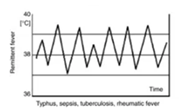 40
[°C]
Remittent fever
38
36
Time
Typhus, sepsis, tuberculosis, rheumatic fever